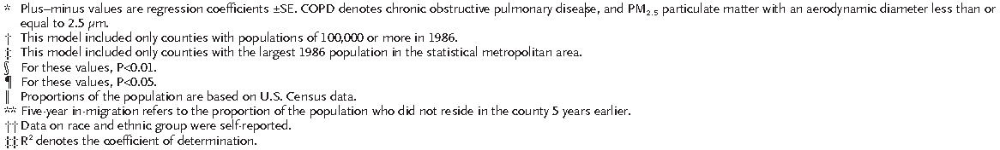 * Plus–minus values are regression coefficients ±SE. COPD denotes chronic obstructive pulmonary disease, and PM2.5 particulate matter with an aerodynamic diameter less than or
equal to 2.5 μm.
† This model included only counties with populations of 100,000 or more in 1986.
‡ This model included only counties with the largest 1986 population in the statistical metropolitan area.
§ For these values, P<0.01.
¶ For these values, P<0.05.
‖ Proportions of the population are based on U.S. Census data.
** Five-year in-migration refers to the proportion of the population who did not reside in the county 5 years earlier.
†† Data on race and ethnic group were self-reported.
‡‡ R² denotes the coefficient of determination.